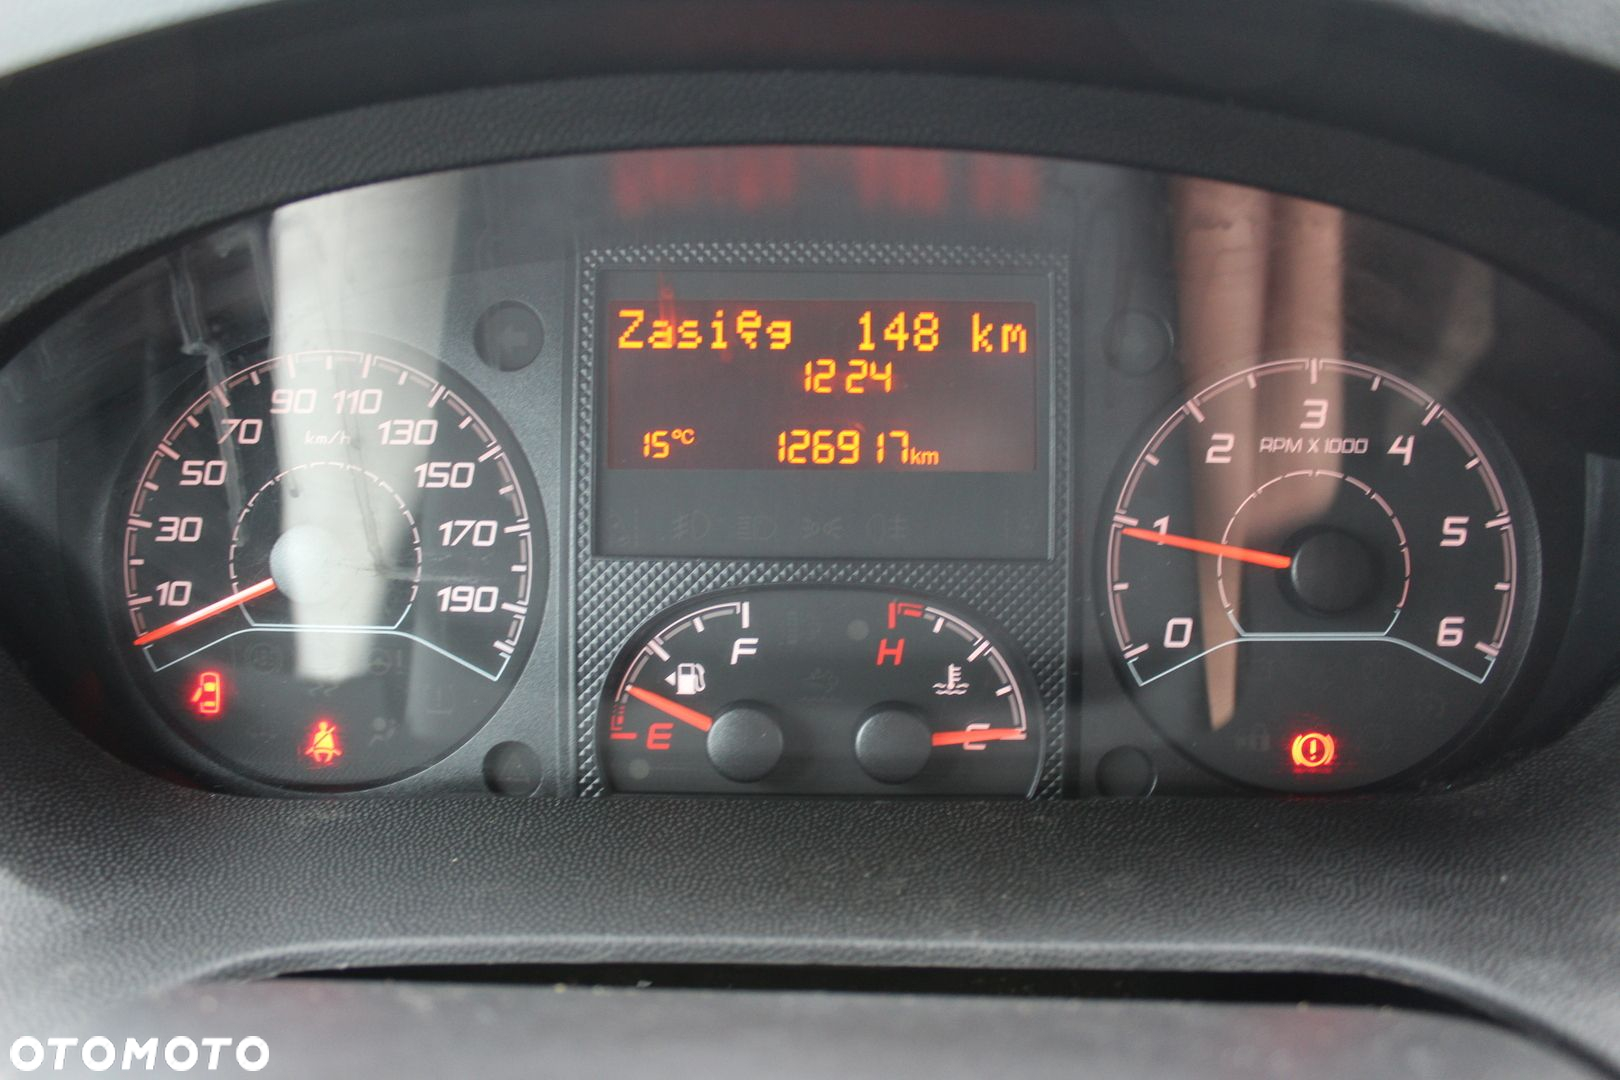 Zasięg 148 km
12 24
15°C 126917km
10 30 50 70 90 110 130 150 170 190
km/h
F
E
H
C
0 1 2 3 4 5 6
RPM X 1000
OTOMOTO